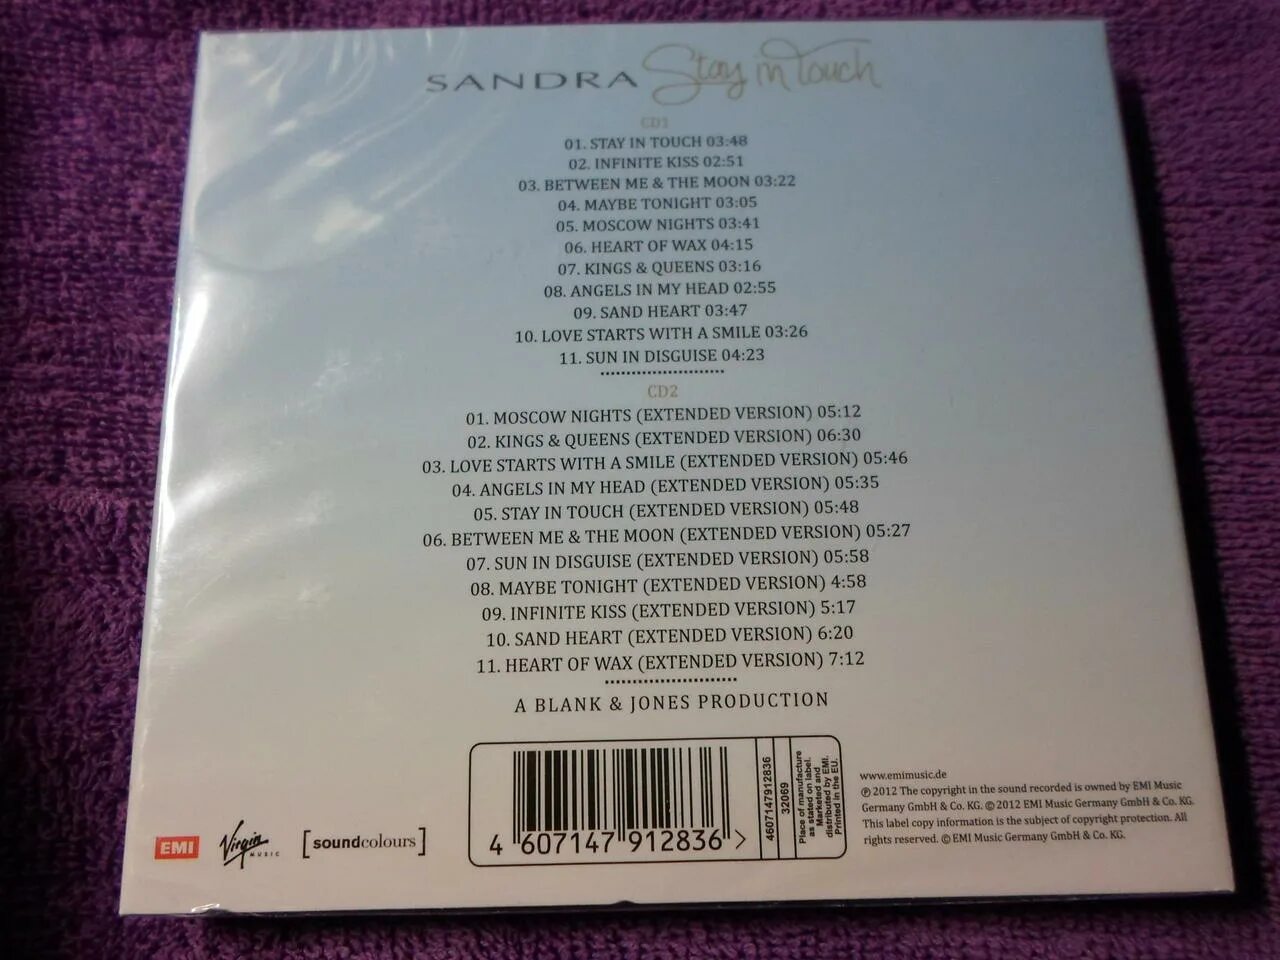 SANDRA Stay in Touch
CD1
01. STAY IN TOUCH 03:48
02. INFINITE KISS 02:51
03. BETWEEN ME & THE MOON 03:22
04. MAYBE TONIGHT 03:05
05. MOSCOW NIGHTS 03:41
06. HEART OF WAX 04:15
07. KINGS & QUEENS 03:16
08. ANGELS IN MY HEAD 02:55
09. SAND HEART 03:47
10. LOVE STARTS WITH A SMILE 03:26
11. SUN IN DISGUISE 04:23
CD2
01. MOSCOW NIGHTS (EXTENDED VERSION) 05:12
02. KINGS & QUEENS (EXTENDED VERSION) 06:30
03. LOVE STARTS WITH A SMILE (EXTENDED VERSION) 05:46
04. ANGELS IN MY HEAD (EXTENDED VERSION) 05:35
05. STAY IN TOUCH (EXTENDED VERSION) 05:48
06. BETWEEN ME & THE MOON (EXTENDED VERSION) 05:27
07. SUN IN DISGUISE (EXTENDED VERSION) 05:58
08. MAYBE TONIGHT (EXTENDED VERSION) 4:58
09. INFINITE KISS (EXTENDED VERSION) 5:17
10. SAND HEART (EXTENDED VERSION) 6:20
11. HEART OF WAX (EXTENDED VERSION) 7:12
A BLANK & JONES PRODUCTION
EMI
Virgin
MUSIC
[soundcolours]
4 607147 912836 >
4607147912836
32069
Place of manufacture
as stated on label.
Marketed and
distributed by EMI.
Printed in the EU.
www.emimusic.de
℗ 2012 The copyright in the sound recorded is owned by EMI Music
Germany GmbH & Co. KG. © 2012 EMI Music Germany GmbH & Co. KG.
This label copy information is the subject of copyright protection. All
rights reserved. © EMI Music Germany GmbH & Co. KG.